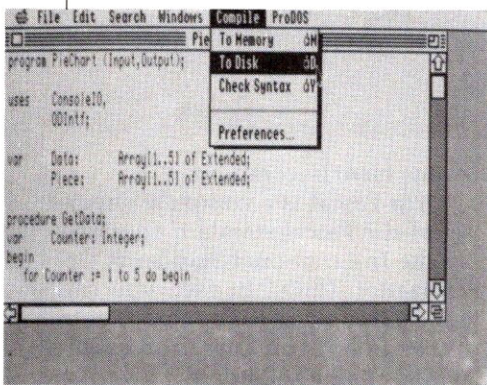 File Edit Search Windows Compile ProDOS
Pie
To Memory M
To Disk D
Check Syntax Y
Preferences...
program PieChart (Input,Output);
uses ConsoleIO,
QDIntf;
var Data: Array[1..5] of Extended;
Piece: Array[1..5] of Extended;
procedure GetData;
var Counter: Integer;
begin
for Counter := 1 to 5 do begin